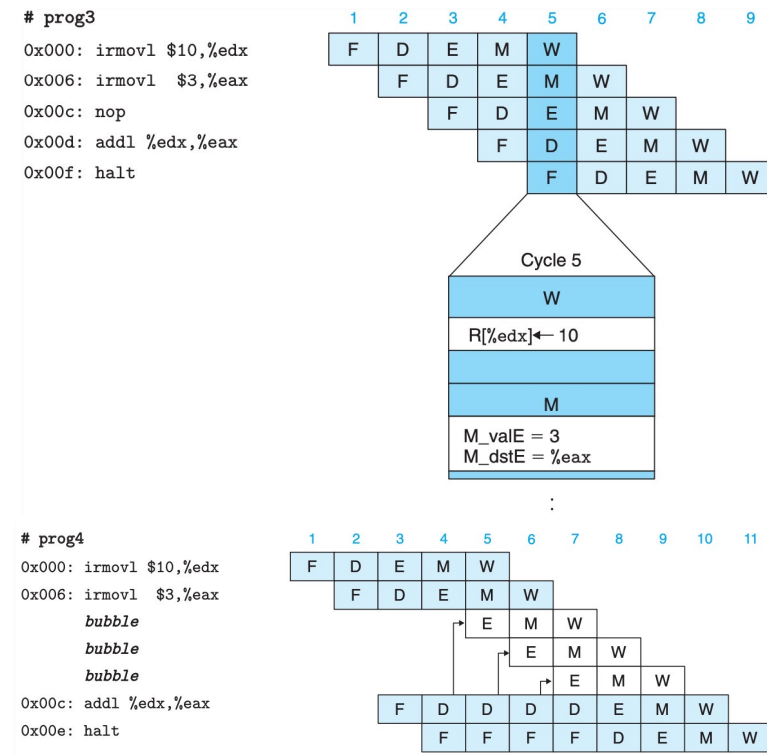 # prog3 1 2 3 4 5 6 7 8 9
0x000: irmovl $10,%edx F D E M W
0x006: irmovl $3,%eax F D E M W
0x00c: nop F D E M W
0x00d: addl %edx,%eax F D E M W
0x00f: halt F D E M W
Cycle 5
W
R[%edx]← 10
M
M_valE = 3
M_dstE = %eax
:
# prog4 1 2 3 4 5 6 7 8 9 10 11
0x000: irmovl $10,%edx F D E M W
0x006: irmovl $3,%eax F D E M W
bubble E M W
bubble E M W
bubble E M W
0x00c: addl %edx,%eax F D D D D E M W
0x00e: halt F F F F D E M W